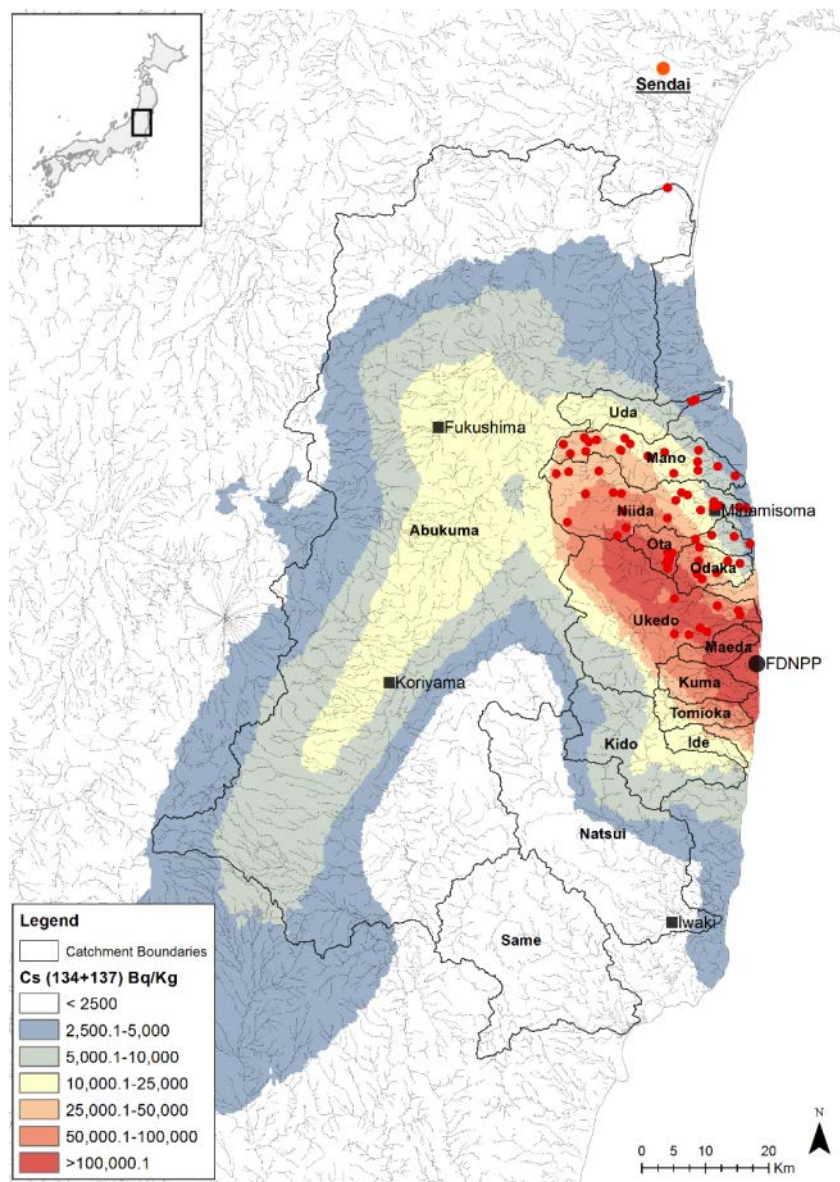 Sendai
Uda
Fukushima
Mano
Minamisoma
Niida
Abukuma
Ota
Odaka
Ukedo
Maeda
FDNPP
Koriyama
Kuma
Tomioka
Kido
Ide
Natsui
Iwaki
Same
Legend
Catchment Boundaries
Cs (134+137) Bq/Kg
< 2500
2,500.1-5,000
5,000.1-10,000
10,000.1-25,000
25,000.1-50,000
50,000.1-100,000
>100,000.1
N
0 5 10 20
Km